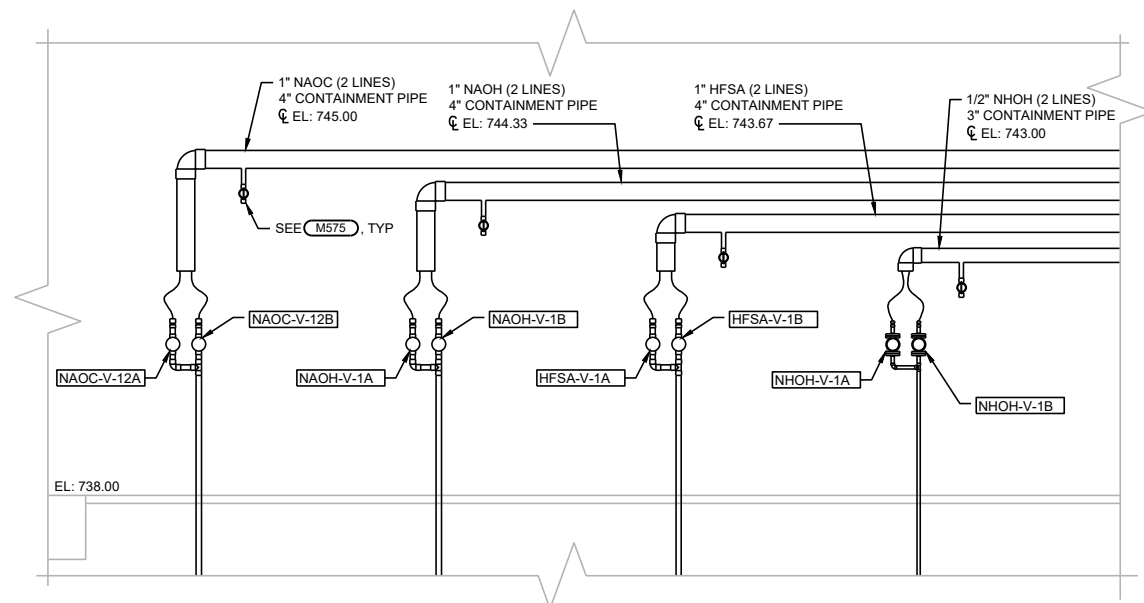 1" NAOC (2 LINES)
4" CONTAINMENT PIPE
℄ EL: 745.00
1" NAOH (2 LINES)
4" CONTAINMENT PIPE
℄ EL: 744.33
1" HFSA (2 LINES)
4" CONTAINMENT PIPE
℄ EL: 743.67
1/2" NHOH (2 LINES)
3" CONTAINMENT PIPE
℄ EL: 743.00
SEE M575, TYP
NAOC-V-12B
NAOH-V-1B
HFSA-V-1B
NAOC-V-12A
NAOH-V-1A
HFSA-V-1A
NHOH-V-1A
NHOH-V-1B
EL: 738.00